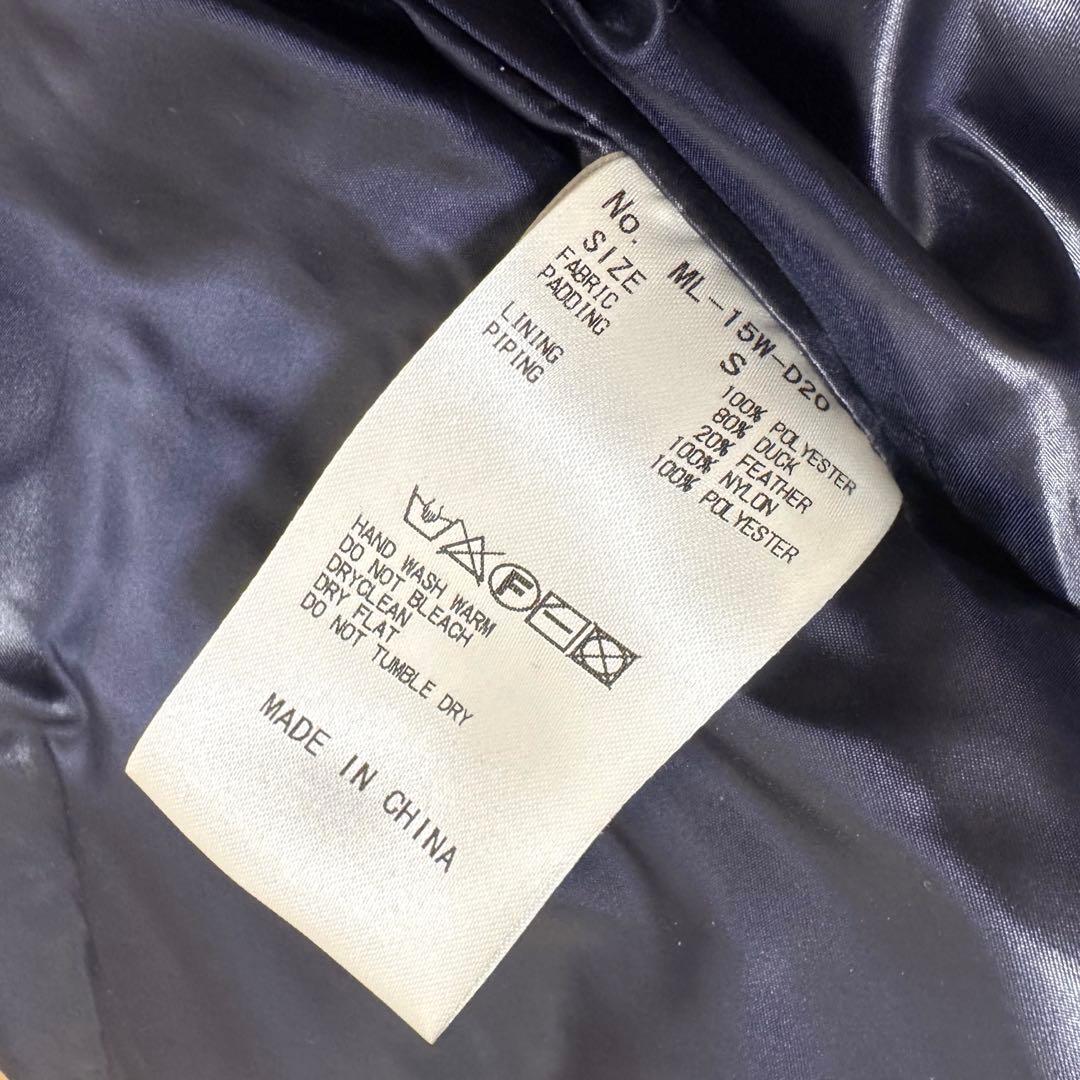 No. ML-15W-D20
SIZE S
FABRIC 100% POLYESTER
PADDING 80% DUCK
20% FEATHER
LINING 100% NYLON
PIPING 100% POLYESTER
F
HAND WASH WARM
DO NOT BLEACH
DRYCLEAN
DRY FLAT
DO NOT TUMBLE DRY
MADE IN CHINA